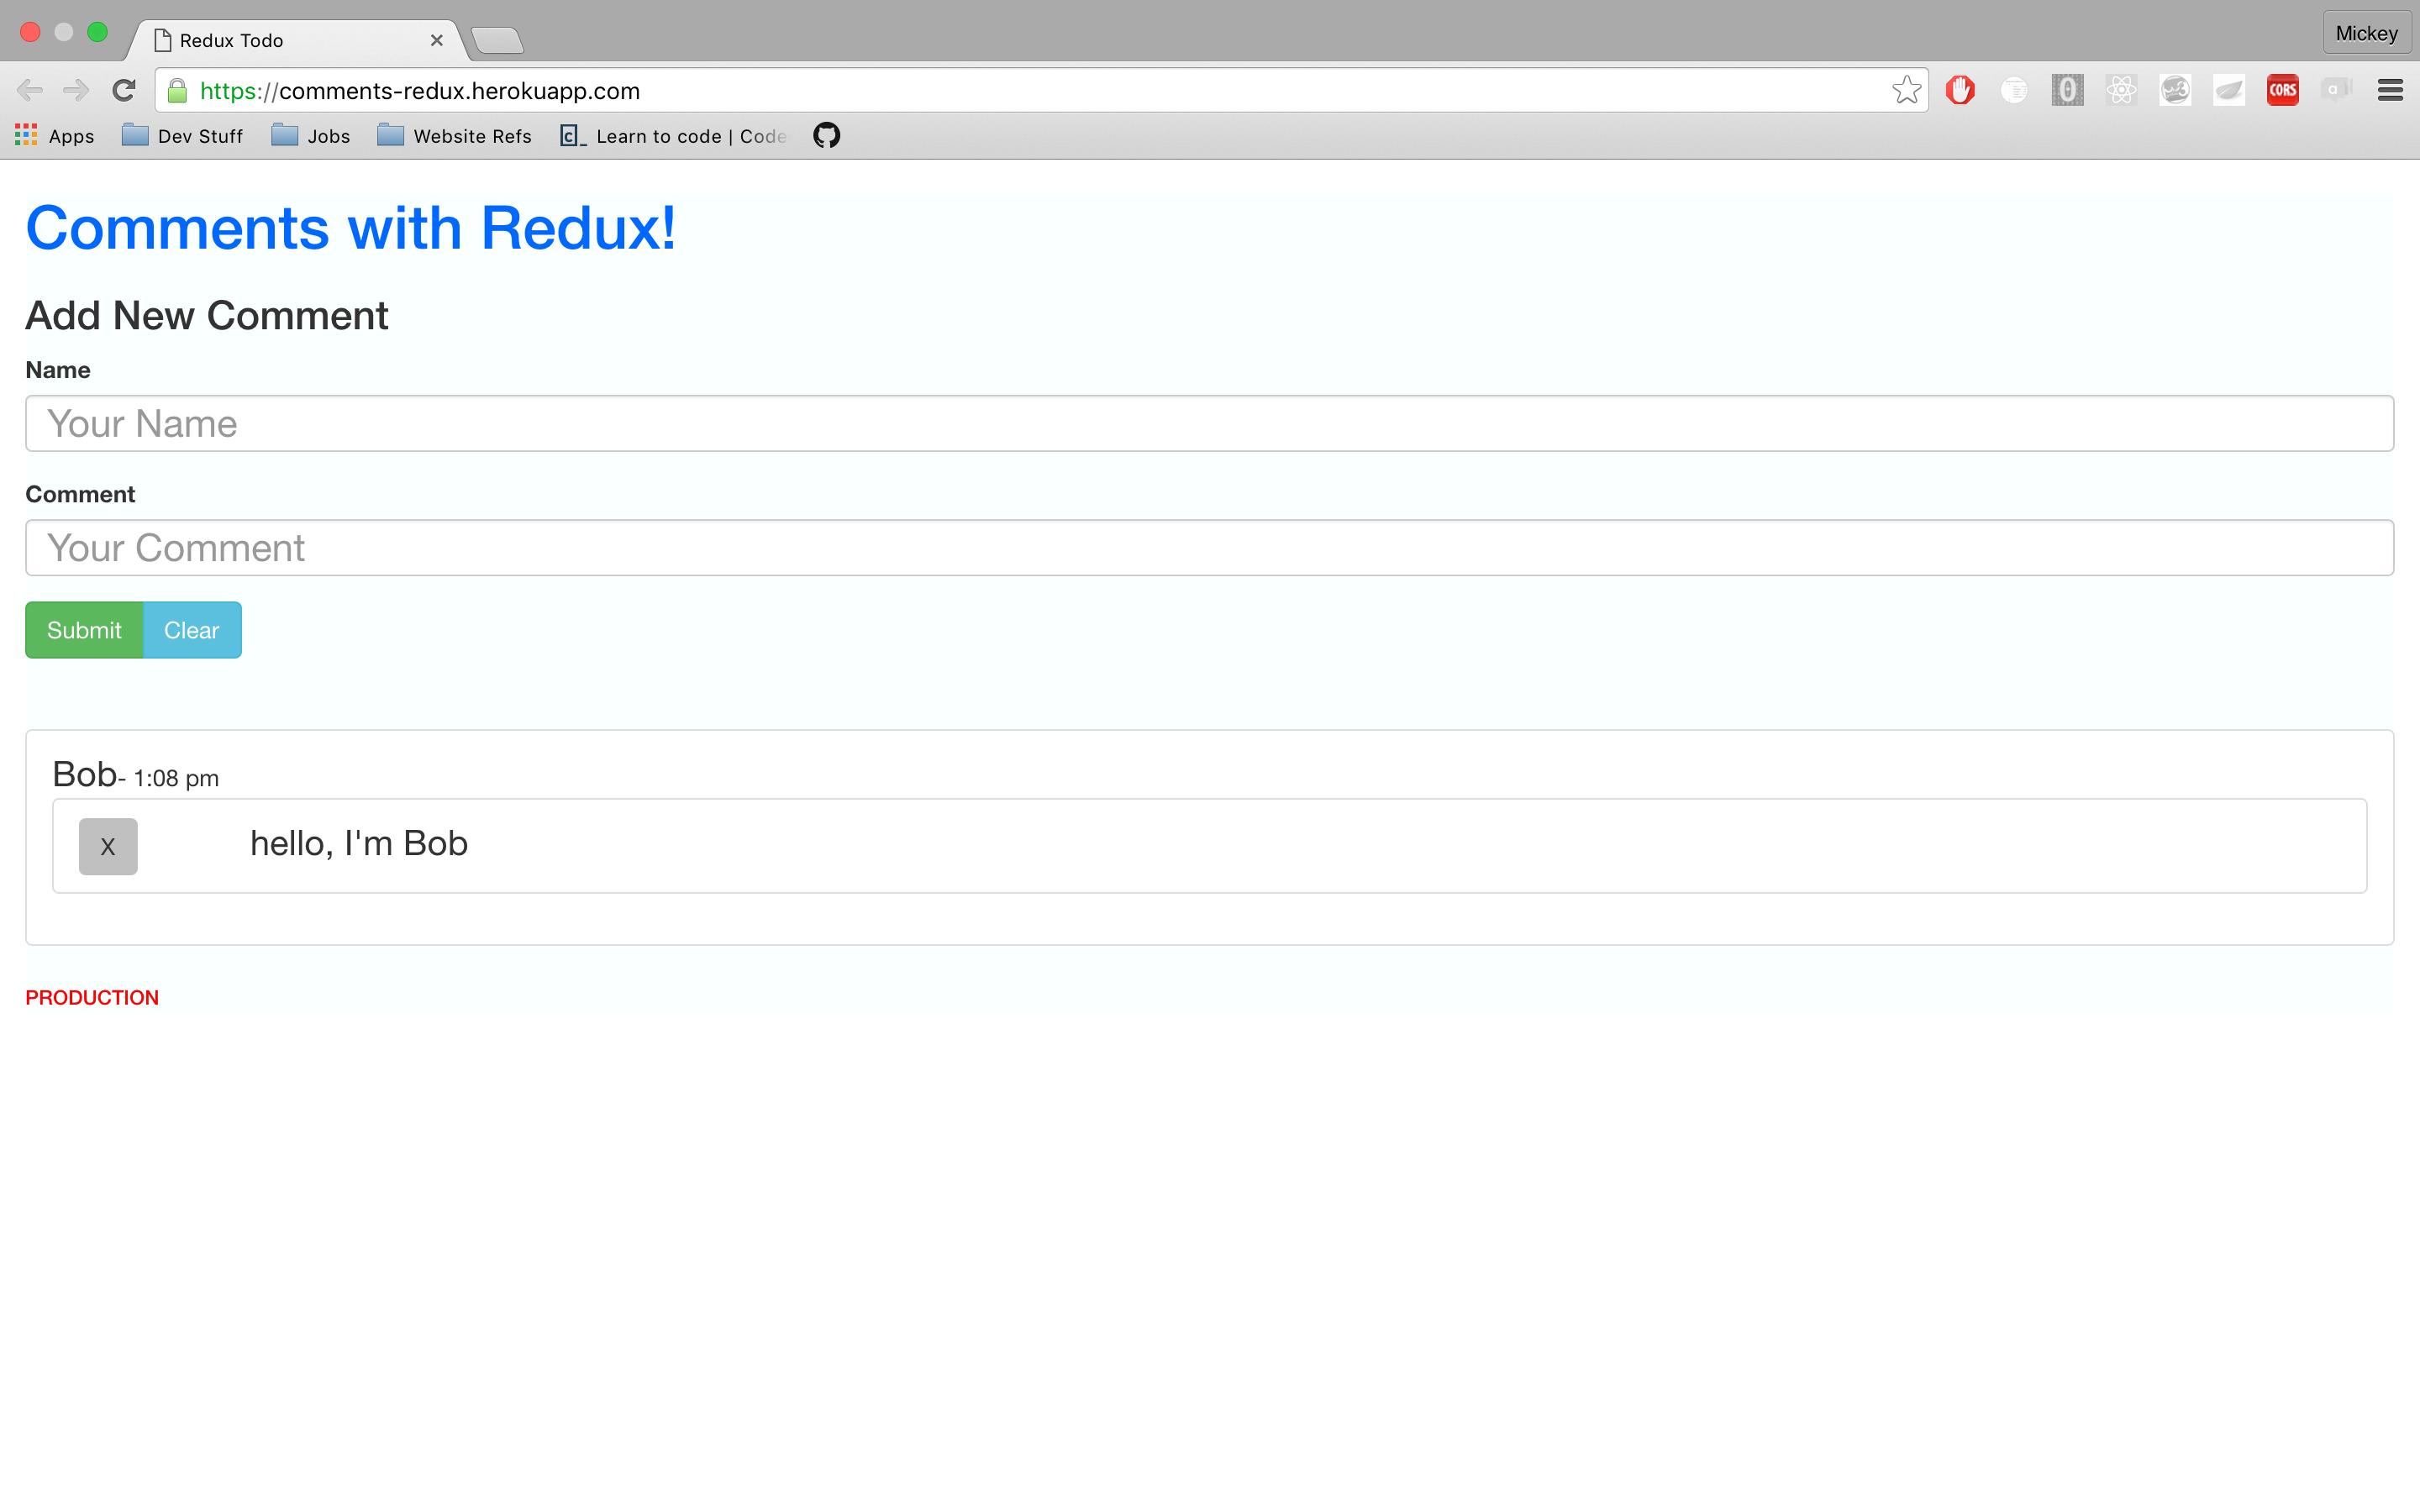 Redux Todo
Mickey
https://comments-redux.herokuapp.com
0
CORS
a
Apps
Dev Stuff
Jobs
Website Refs
c_ Learn to code | Code
Comments with Redux!
Add New Comment
Name
Your Name
Comment
Your Comment
Submit
Clear
Bob- 1:08 pm
X
hello, I'm Bob
PRODUCTION